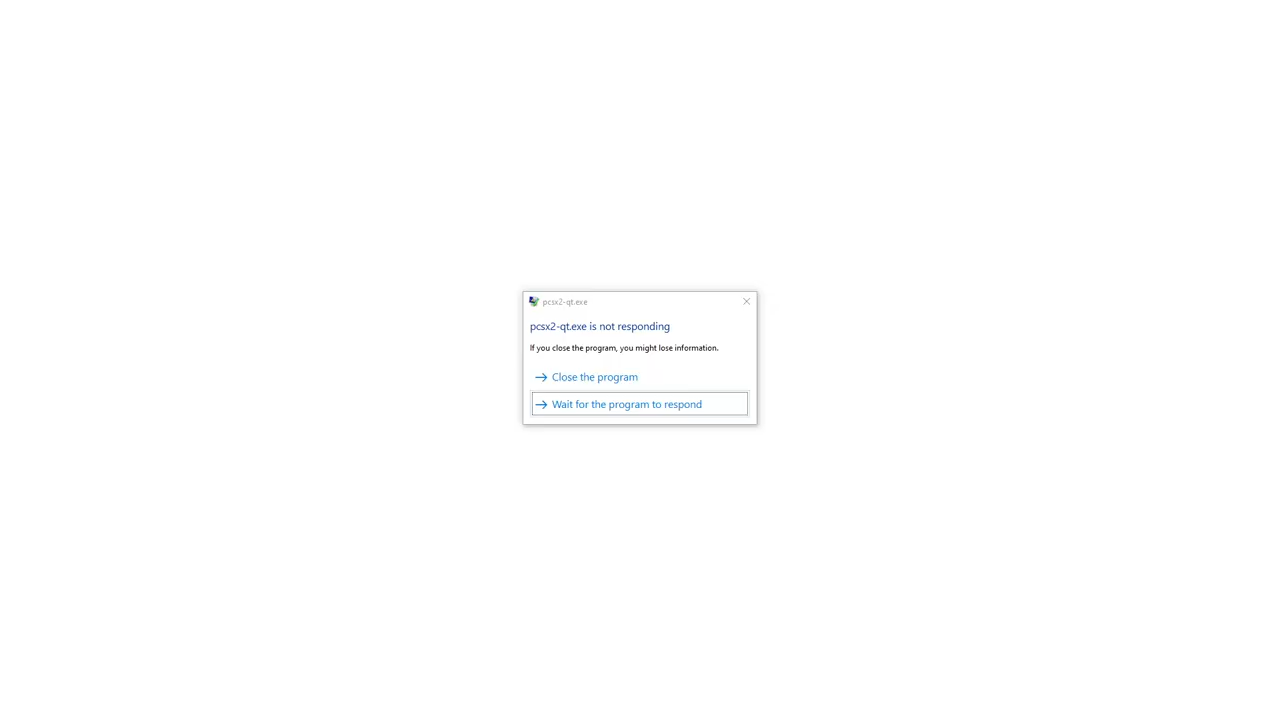 pcsx2-qt.exe
pcsx2-qt.exe is not responding
If you close the program, you might lose information.
Close the program
Wait for the program to respond